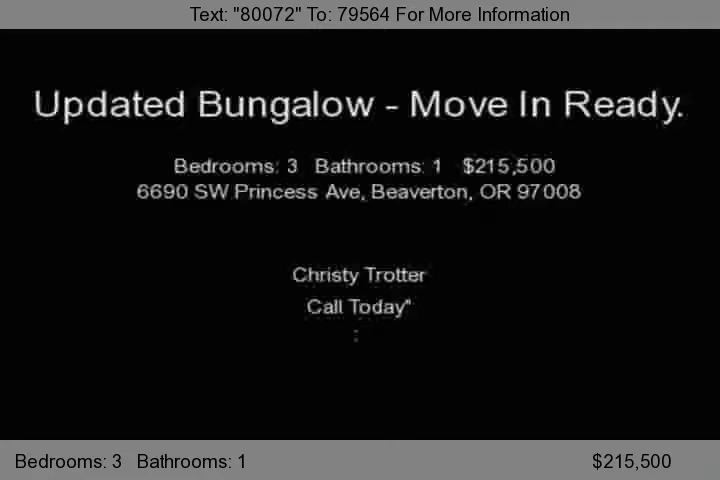 Text: "80072" To: 79564 For More Information
Updated Bungalow - Move In Ready.
Bedrooms: 3 Bathrooms: 1 $215,500
6690 SW Princess Ave, Beaverton, OR 97008
Christy Trotter
Call Today"
:
Bedrooms: 3 Bathrooms: 1 $215,500